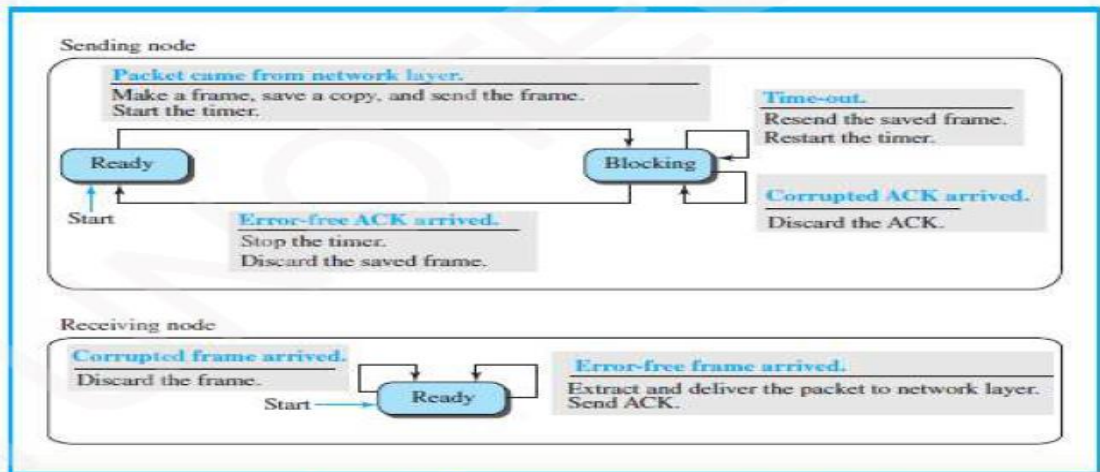 Sending node
Packet came from network layer.
Make a frame, save a copy, and send the frame.
Start the timer.
Time-out.
Resend the saved frame.
Restart the timer.
Ready
Blocking
Start
Error-free ACK arrived.
Stop the timer.
Discard the saved frame.
Corrupted ACK arrived.
Discard the ACK.
Receiving node
Corrupted frame arrived.
Discard the frame.
Start
Ready
Error-free frame arrived.
Extract and deliver the packet to network layer.
Send ACK.